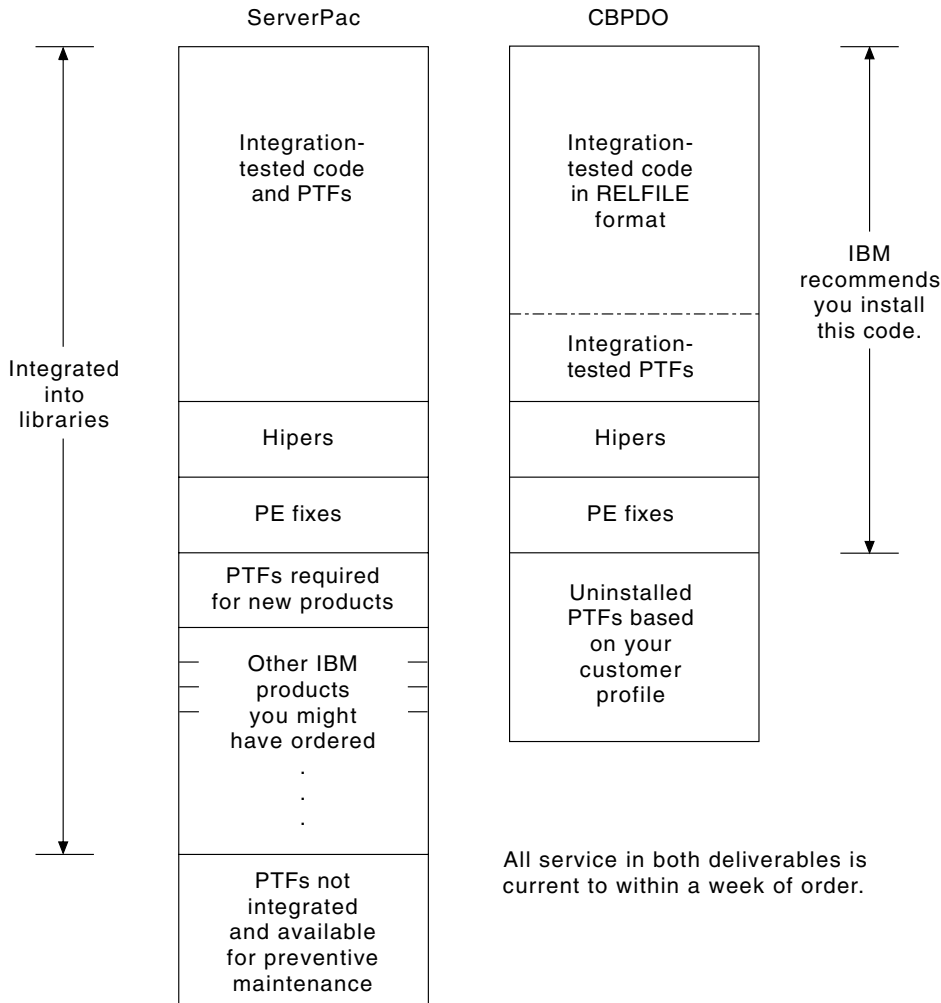 ServerPac
CBPDO
Integration-
tested code
and PTFs
Integration-
tested code
in RELFILE
format
IBM
recommends
you install
this code.
Integration-
tested PTFs
Integrated
into
libraries
Hipers
Hipers
PE fixes
PE fixes
PTFs required
for new products
Uninstalled
PTFs based
on your
customer
profile
Other IBM
products
you might
have ordered
.
.
.
All service in both deliverables is
current to within a week of order.
PTFs not
integrated
and available
for preventive
maintenance